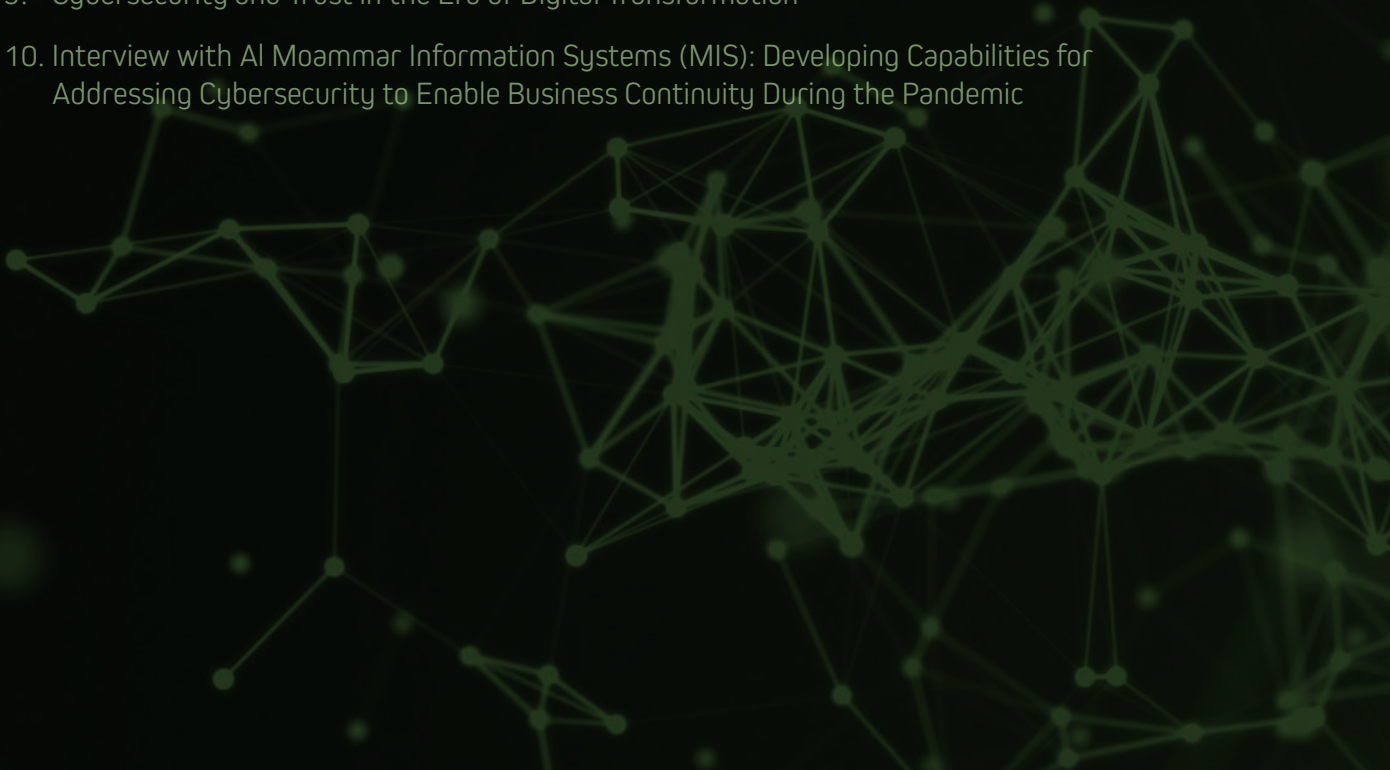 9. Cybersecurity and Trust in the Era of Digital Transformation
10. Interview with Al Moammar Information Systems (MIS): Developing Capabilities for
Addressing Cybersecurity to Enable Business Continuity During the Pandemic